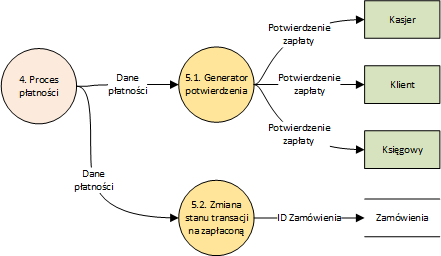 4. Proces
płatności
Dane
płatności
5.1. Generator
potwierdzenia
Potwierdzenie
zapłaty
Kasjer
Potwierdzenie
zapłaty
Klient
Potwierdzenie
zapłaty
Księgowy
Dane
płatności
5.2. Zmiana
stanu transacji
na zapłaconą
ID Zamówienia
Zamówienia